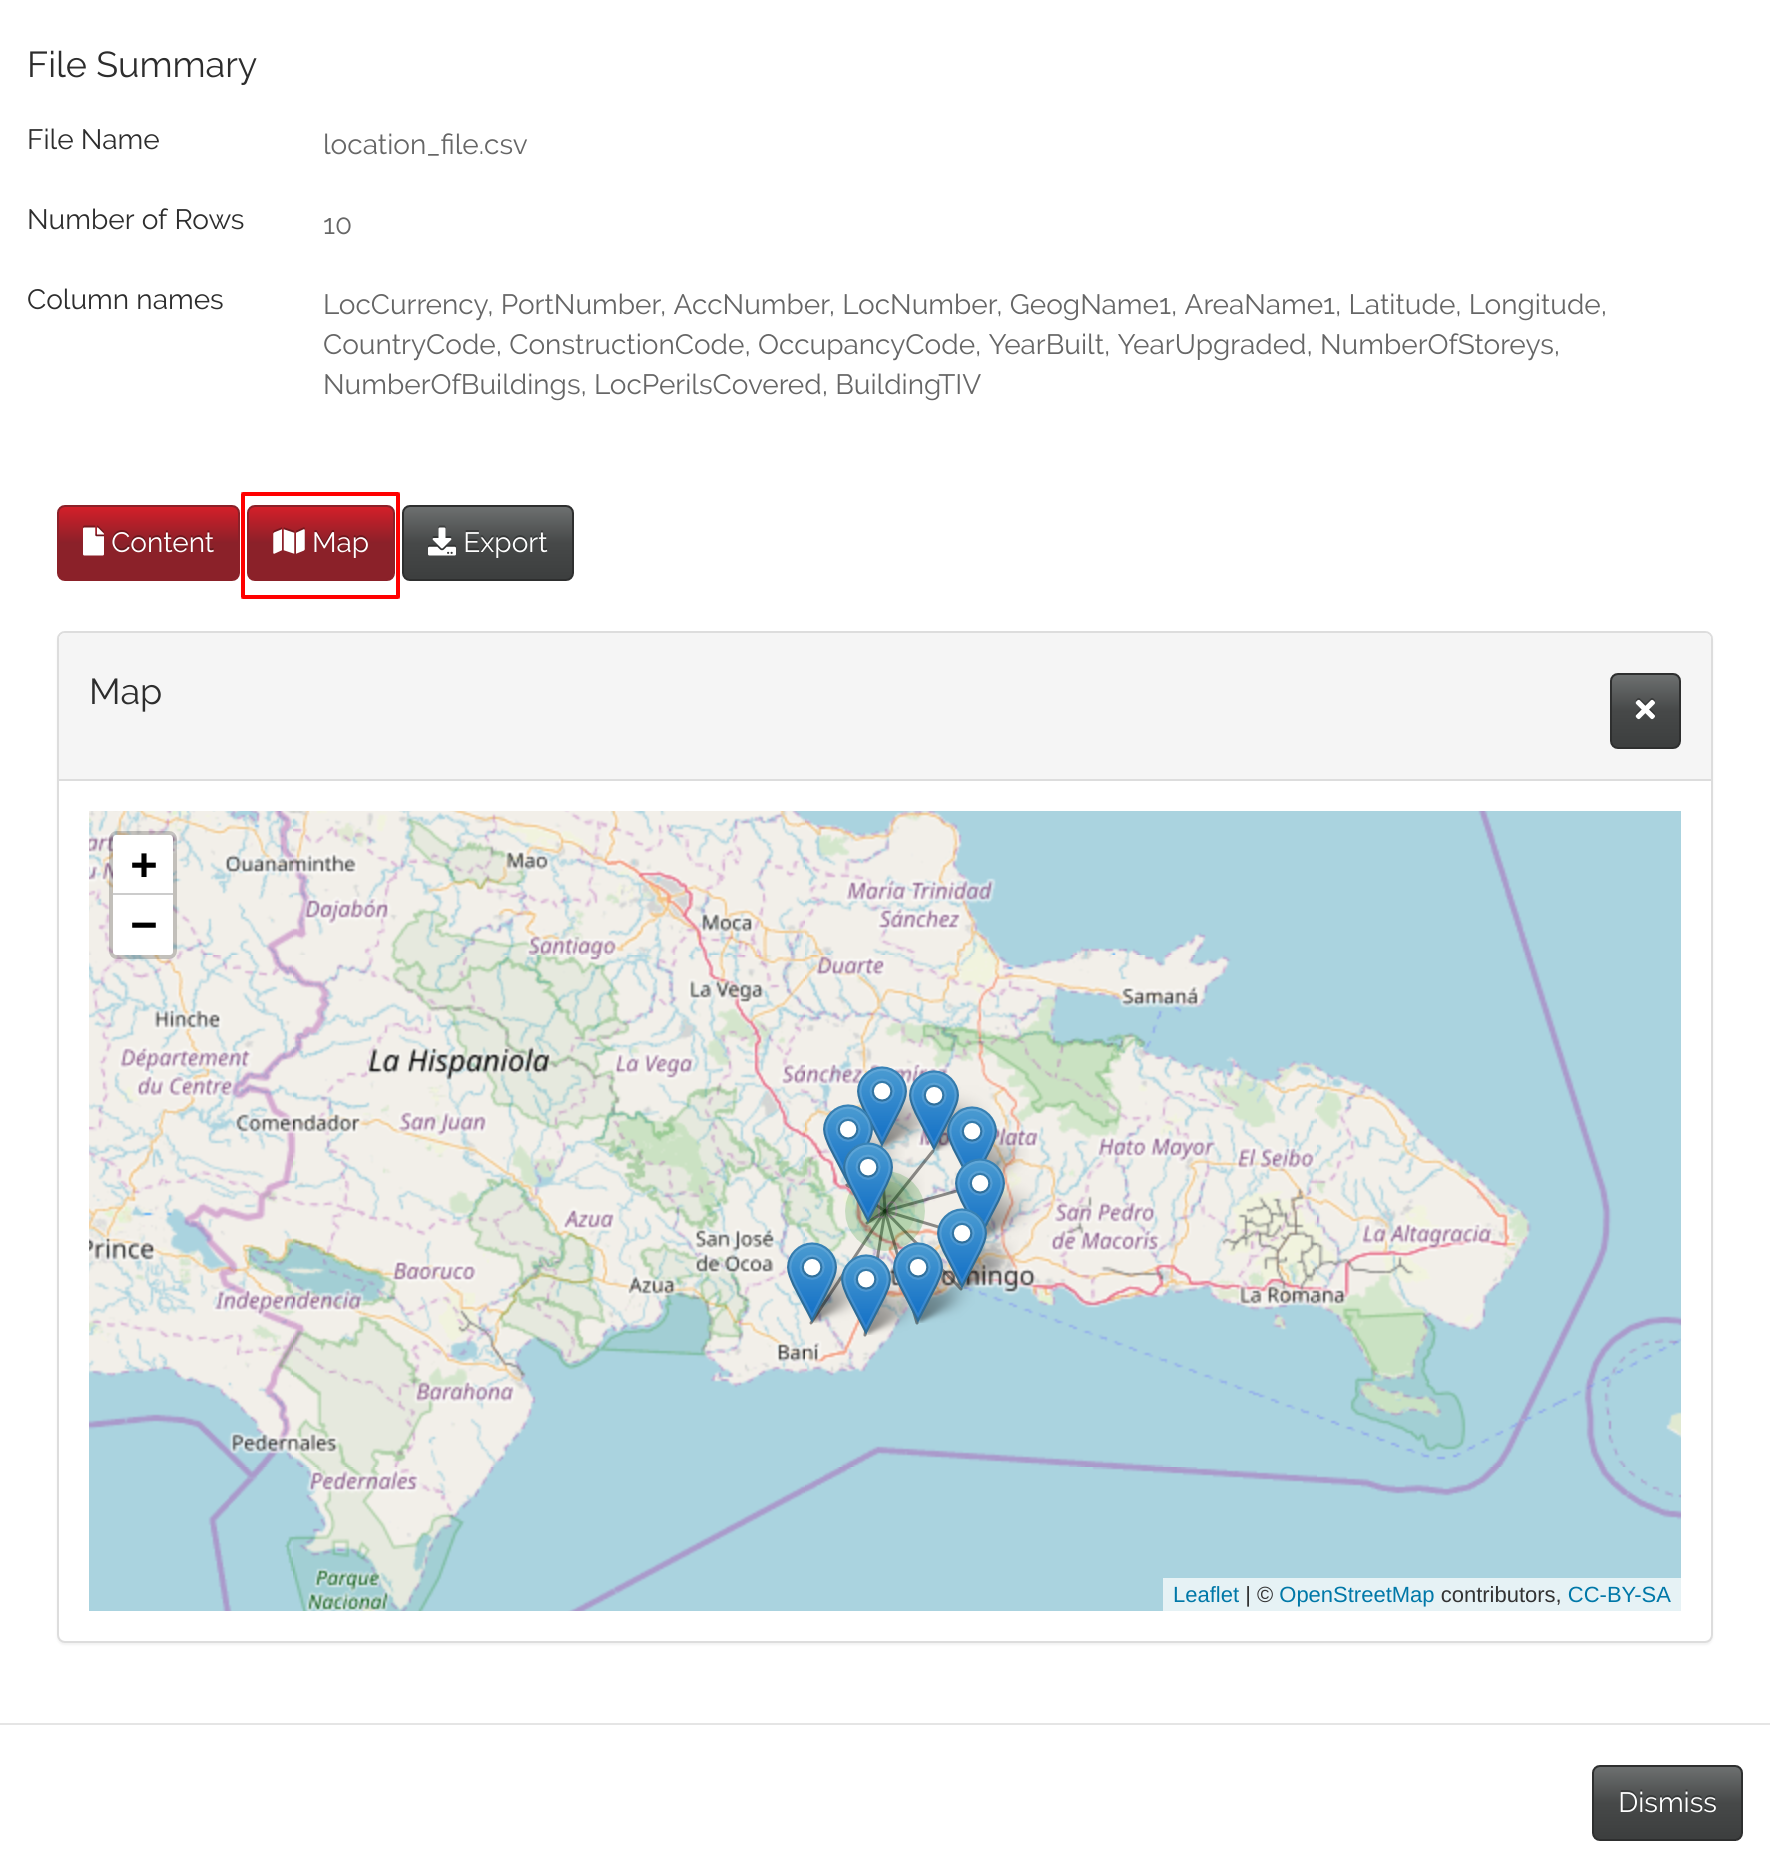 File Summary
File Name
location_file.csv
Number of Rows
10
Column names
LocCurrency, PortNumber, AccNumber, LocNumber, GeogName1, AreaName1, Latitude, Longitude,
CountryCode, ConstructionCode, OccupancyCode, YearBuilt, YearUpgraded, NumberOfStoreys,
NumberOfBuildings, LocPerilsCovered, BuildingTIV
Content
Map
Export
Map
+
−
Ouanaminthe
Mao
Dajabón
María Trinidad
Sánchez
Moca
Santiago
Duarte
La Vega
Samaná
Hinche
Département
du Centre
La Hispaniola
La Vega
Sánchez
Comendador
San Juan
Hato Mayor
El Seibo
Azua
San Pedro
de Macorís
San José
de Ocoa
La Altagracia
Prince
Baoruco
Azua
Independencia
La Romana
Baní
Barahona
Pedernales
Pedernales
Parque
Nacional
Leaflet | © OpenStreetMap contributors, CC-BY-SA
Dismiss